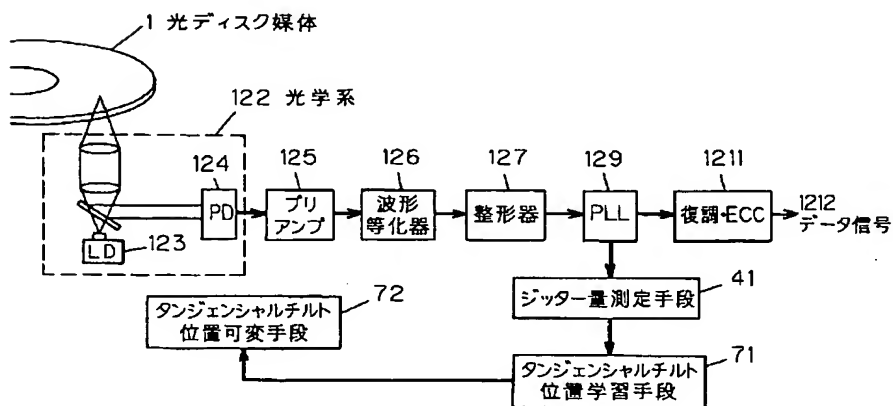 1 光ディスク媒体
122 光学系
124
125
126
127
129
1211
PD
プリ
アンプ
波形
等化器
整形器
PLL
復調・ECC
1212
データ信号
LD
123
72
タンジェンシャルチルト
位置可変手段
41
ジッター量測定手段
71
タンジェンシャルチルト
位置学習手段